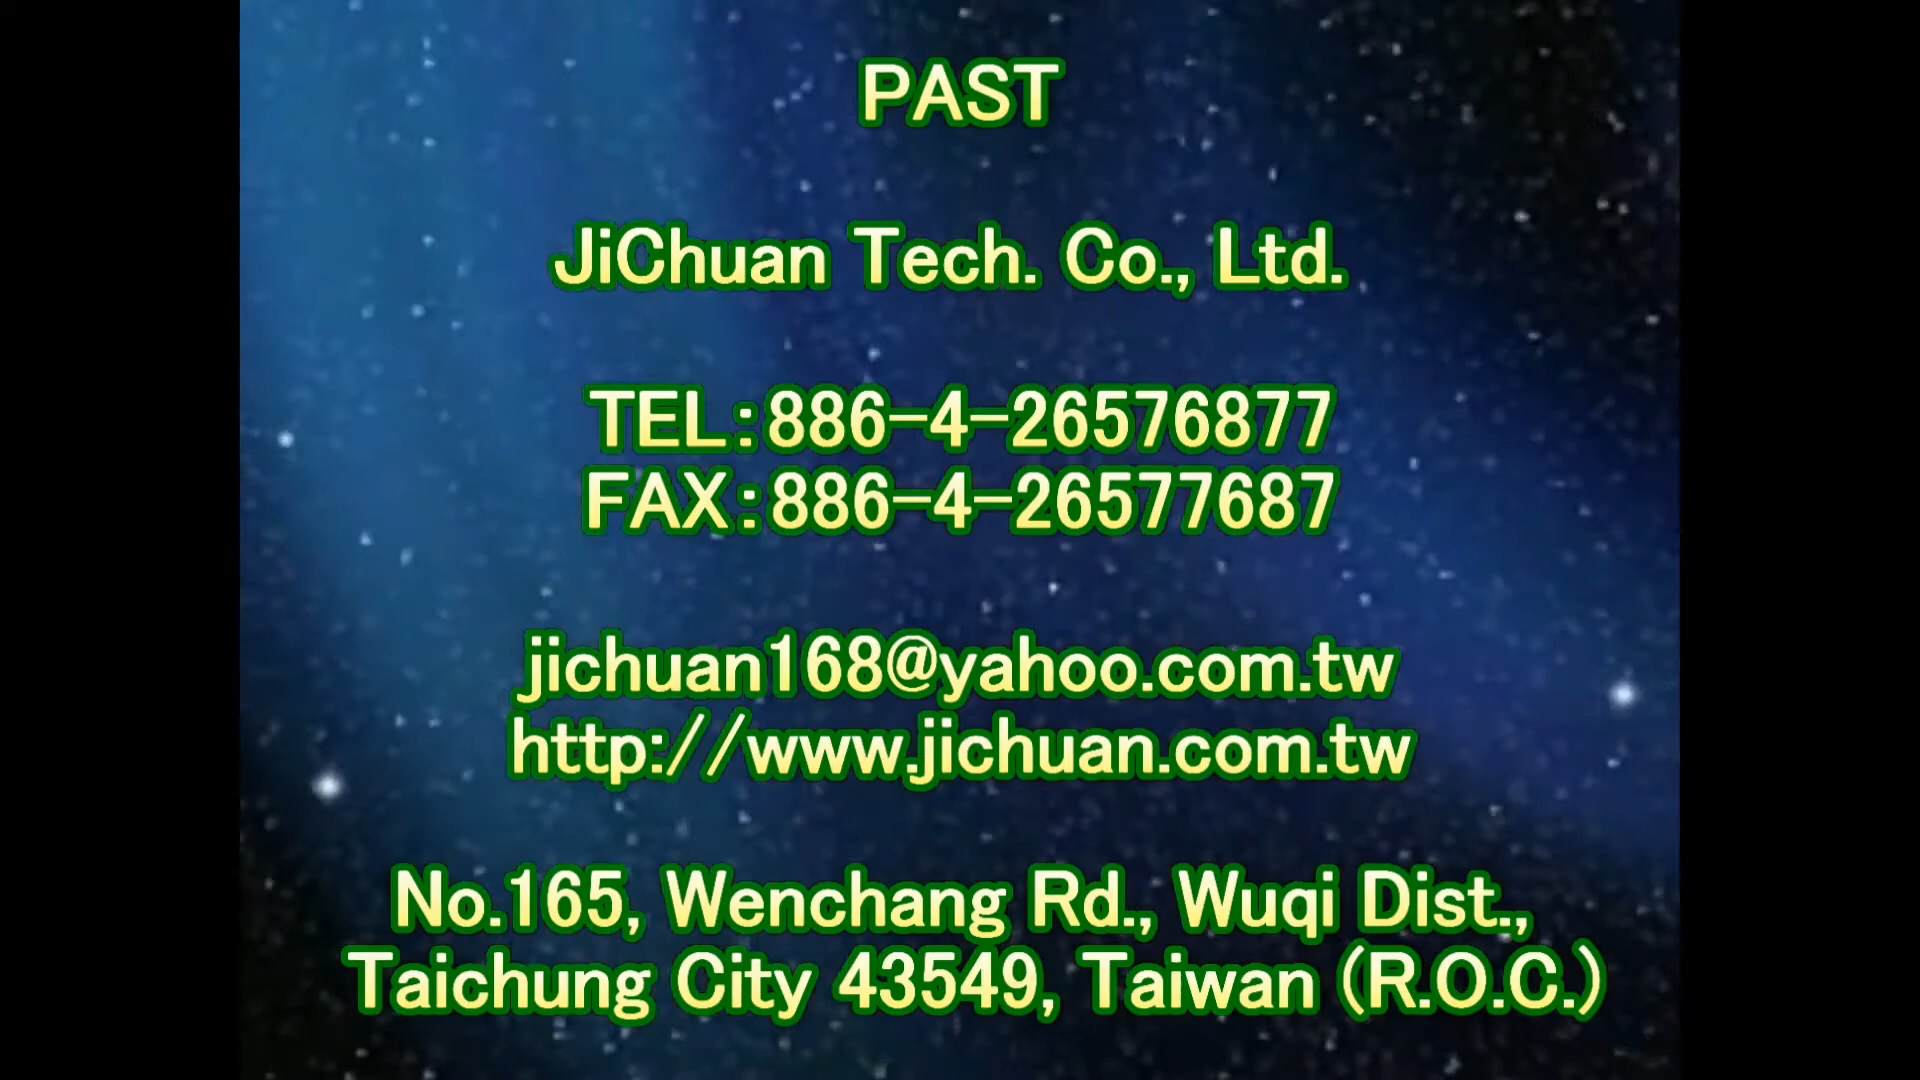 PAST
JiChuan Tech. Co., Ltd.
TEL:886-4-26576877
FAX:886-4-26577687
jichuan168@yahoo.com.tw
http://www.jichuan.com.tw
No.165, Wenchang Rd., Wuqi Dist.,
Taichung City 43549, Taiwan (R.O.C.)